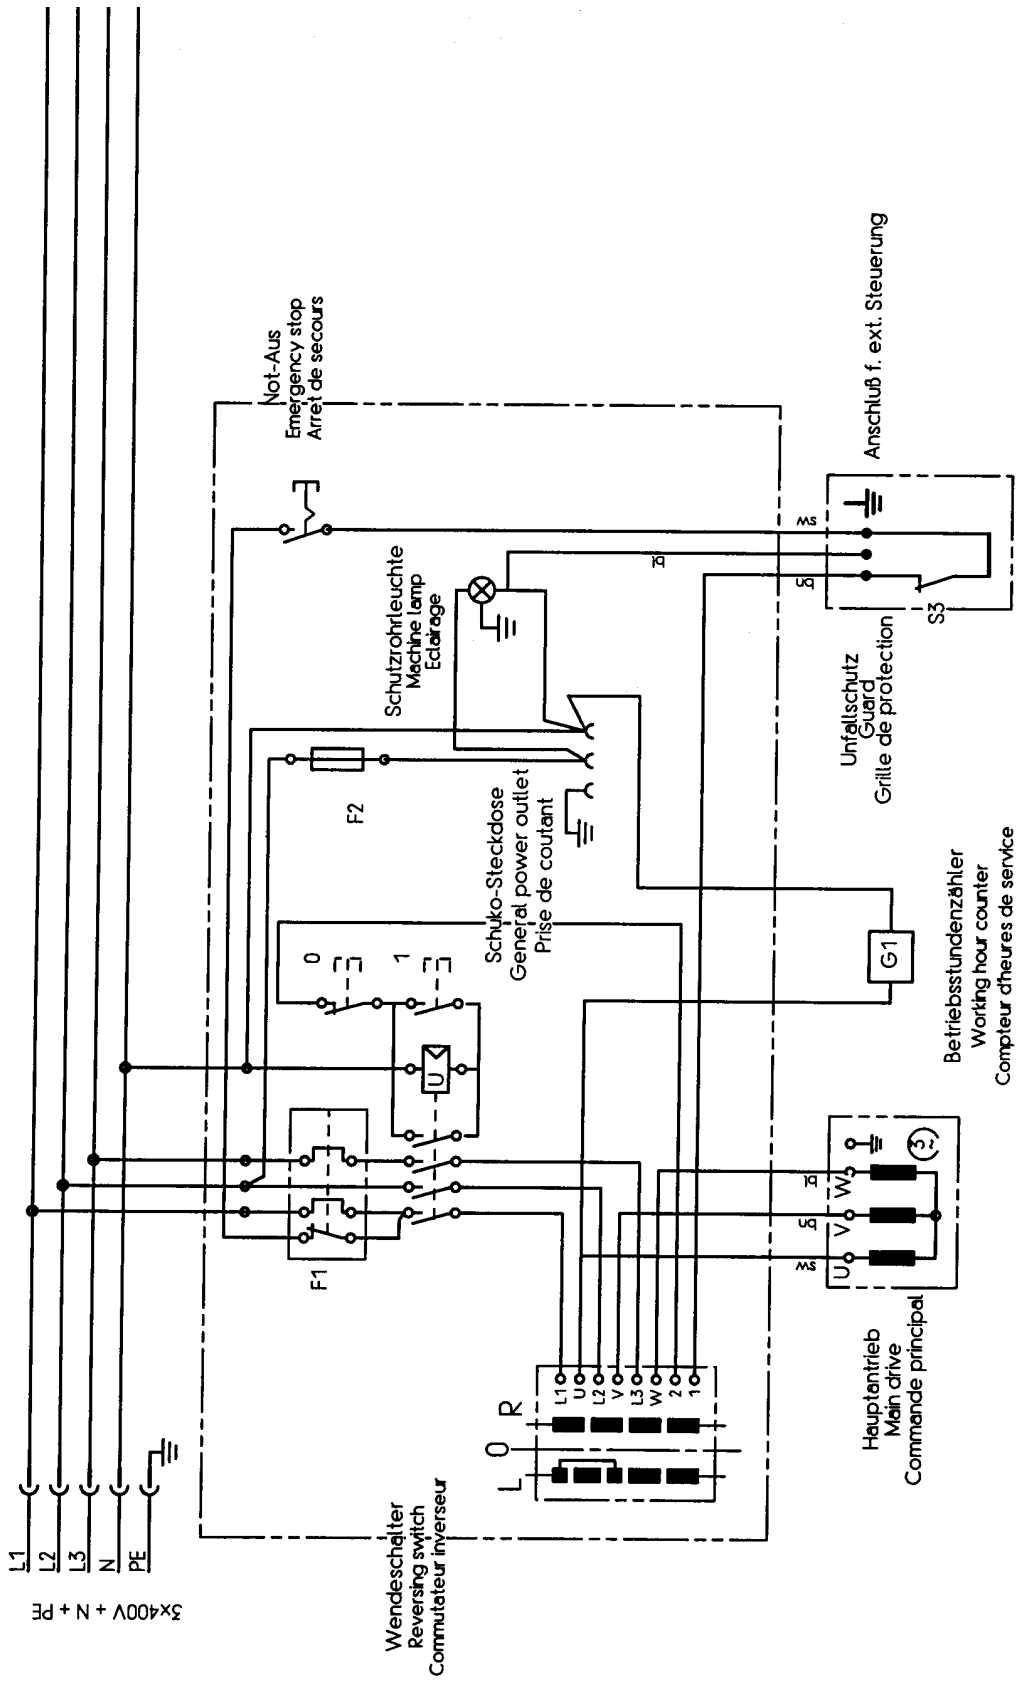 3x400V + N + PE
L1
L2
L3
N
PE
Not-Aus
Emergency stop
Arret de secours
F1
F2
0
1
U
Schutzrohrleuchte
Machine lamp
Eclairage
Schuko-Steckdose
General power outlet
Prise de coutant
Wendeschalter
Reversing switch
Commutateur inverseur
L
O
R
L1
U
L2
V
L3
W
2
1
sw
bn
bl
U
V
W
3~
Hauptantrieb
Main drive
Commande principal
G1
Betriebsstundenzähler
Working hour counter
Compteur d'heures de service
sw
bl
bn
S3
Unfallschutz
Guard
Grille de protection
Anschluß f. ext. Steuerung